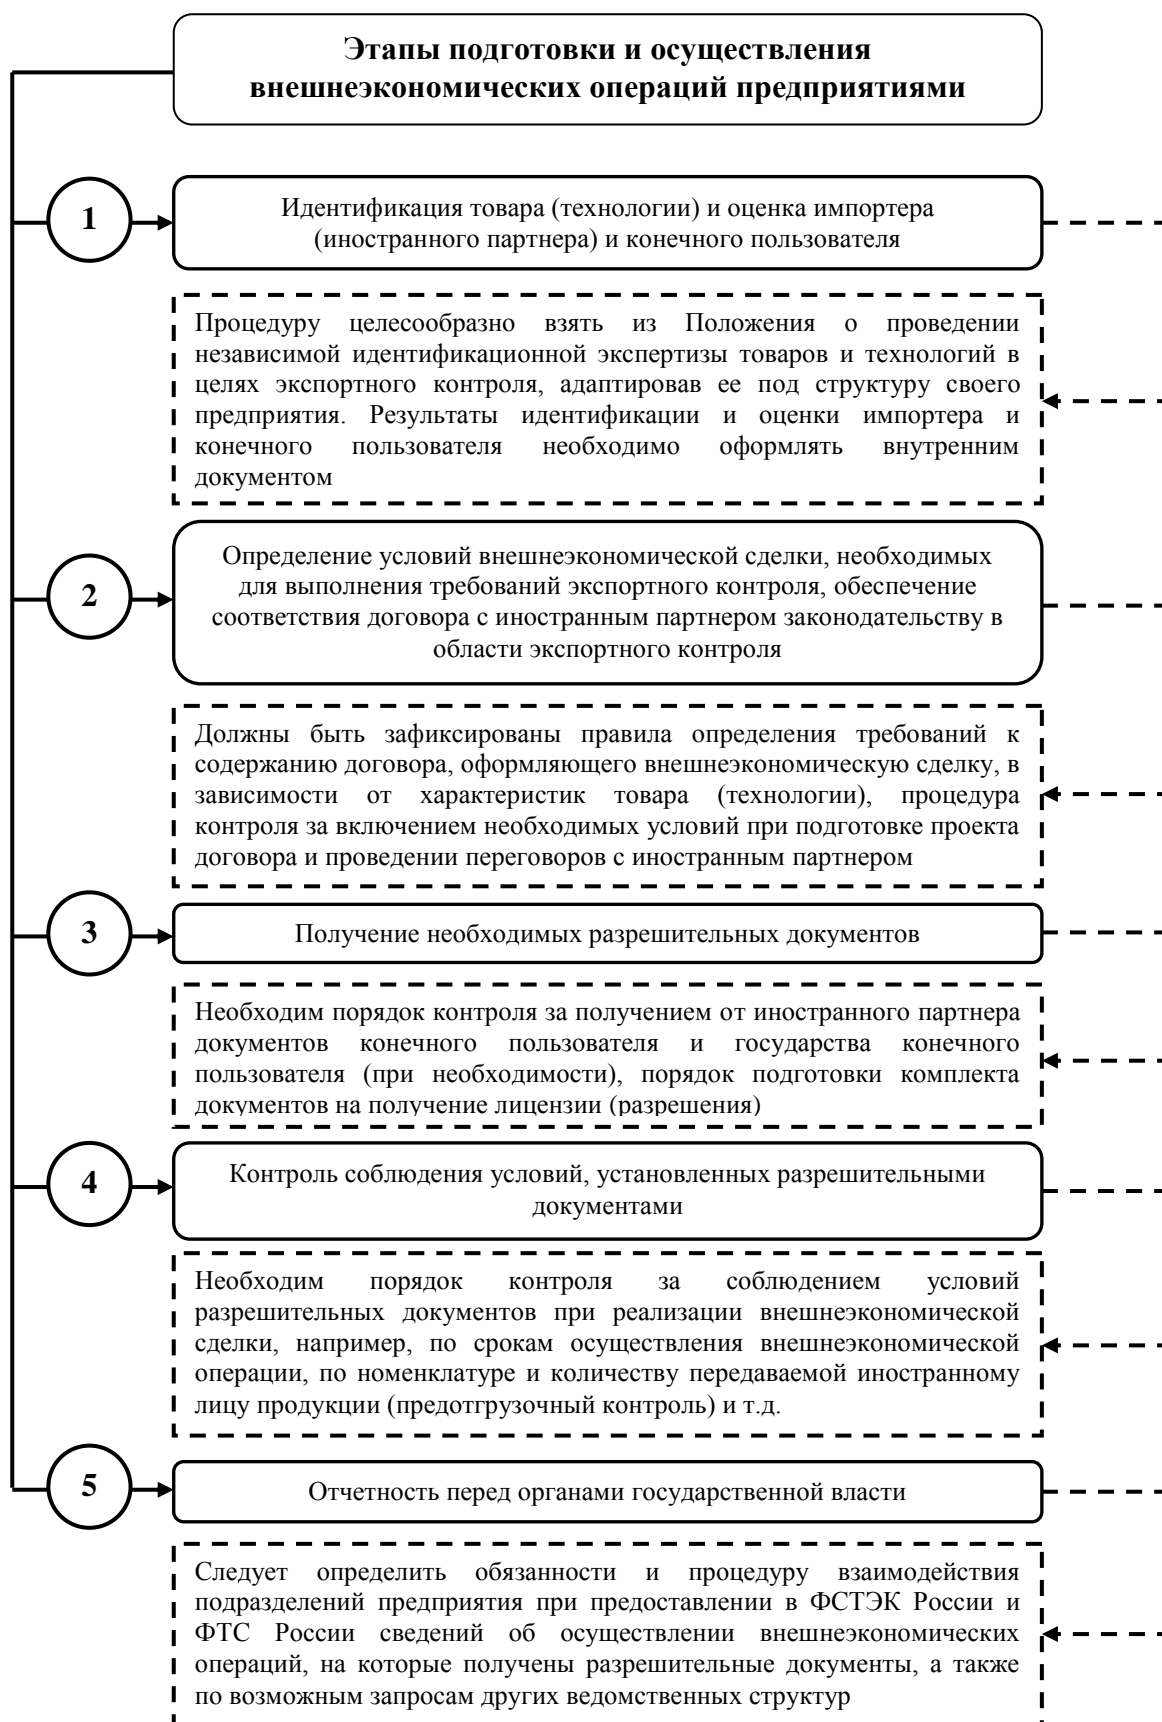 Этапы подготовки и осуществления
внешнеэкономических операций предприятиями
1
Идентификация товара (технологии) и оценка импортера
(иностранного партнера) и конечного пользователя
Процедуру целесообразно взять из Положения о проведении
независимой идентификационной экспертизы товаров и технологий в
целях экспортного контроля, адаптировав ее под структуру своего
предприятия. Результаты идентификации и оценки импортера и
конечного пользователя необходимо оформлять внутренним
документом
2
Определение условий внешнеэкономической сделки, необходимых
для выполнения требований экспортного контроля, обеспечение
соответствия договора с иностранным партнером законодательству в
области экспортного контроля
Должны быть зафиксированы правила определения требований к
содержанию договора, оформляющего внешнеэкономическую сделку, в
зависимости от характеристик товара (технологии), процедура
контроля за включением необходимых условий при подготовке проекта
договора и проведении переговоров с иностранным партнером
3
Получение необходимых разрешительных документов
Необходим порядок контроля за получением от иностранного партнера
документов конечного пользователя и государства конечного
пользователя (при необходимости), порядок подготовки комплекта
документов на получение лицензии (разрешения)
4
Контроль соблюдения условий, установленных разрешительными
документами
Необходим порядок контроля за соблюдением условий
разрешительных документов при реализации внешнеэкономической
сделки, например, по срокам осуществления внешнеэкономической
операции, по номенклатуре и количеству передаваемой иностранному
лицу продукции (предотгрузочный контроль) и т.д.
5
Отчетность перед органами государственной власти
Следует определить обязанности и процедуру взаимодействия
подразделений предприятия при предоставлении в ФСТЭК России и
ФТС России сведений об осуществлении внешнеэкономических
операций, на которые получены разрешительные документы, а также
по возможным запросам других ведомственных структур